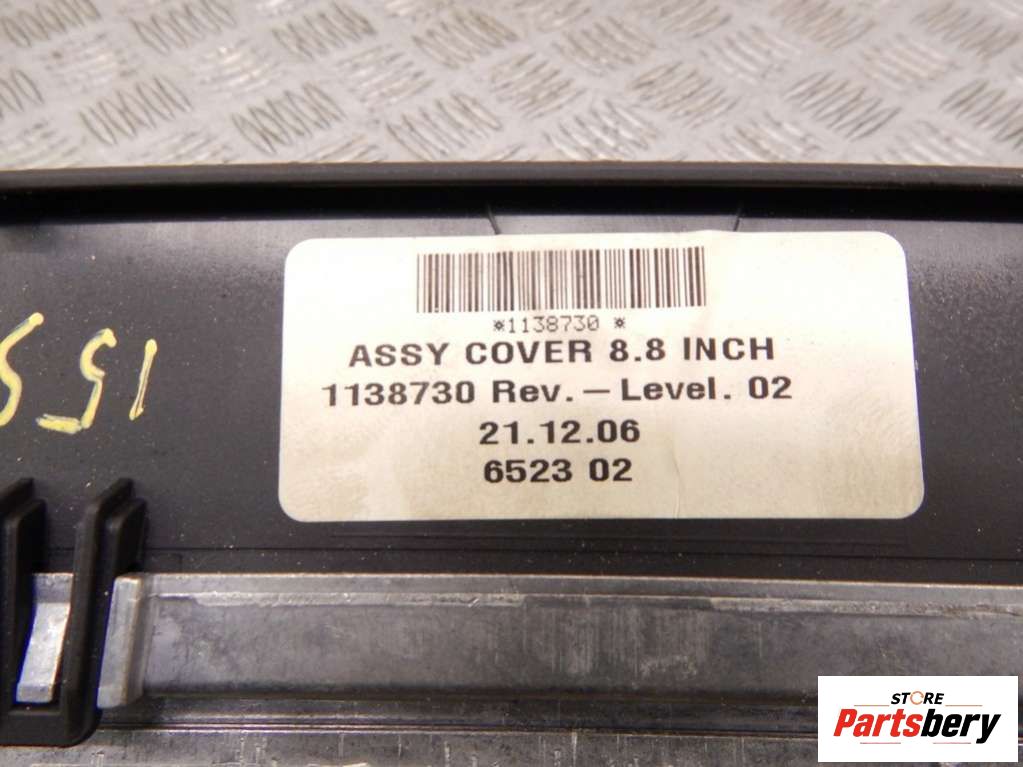 *1138730 *
ASSY COVER 8.8 INCH
1138730 Rev. – Level. 02
21.12.06
6523 02
STORE
Partsbery